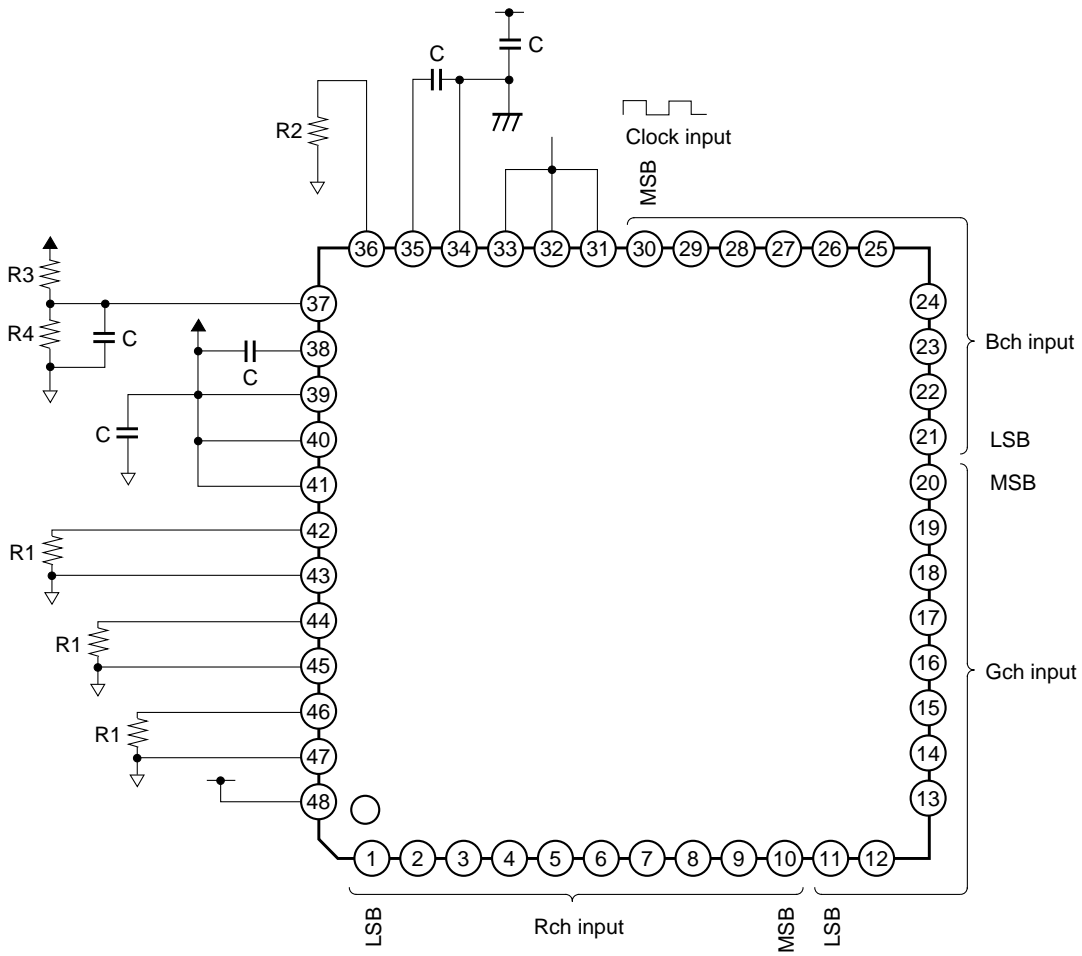 C
C
R2
Clock input
MSB
36 35 34 33 32 31 30 29 28 27 26 25
R3
R4
C
37
38
C
39
C
40
41
R1
42
43
R1
44
45
R1
46
47
48
24
23
Bch input
22
21 LSB
20 MSB
19
18
17
16
Gch input
15
14
13
1 2 3 4 5 6 7 8 9 10 11 12
LSB
Rch input
MSB
LSB